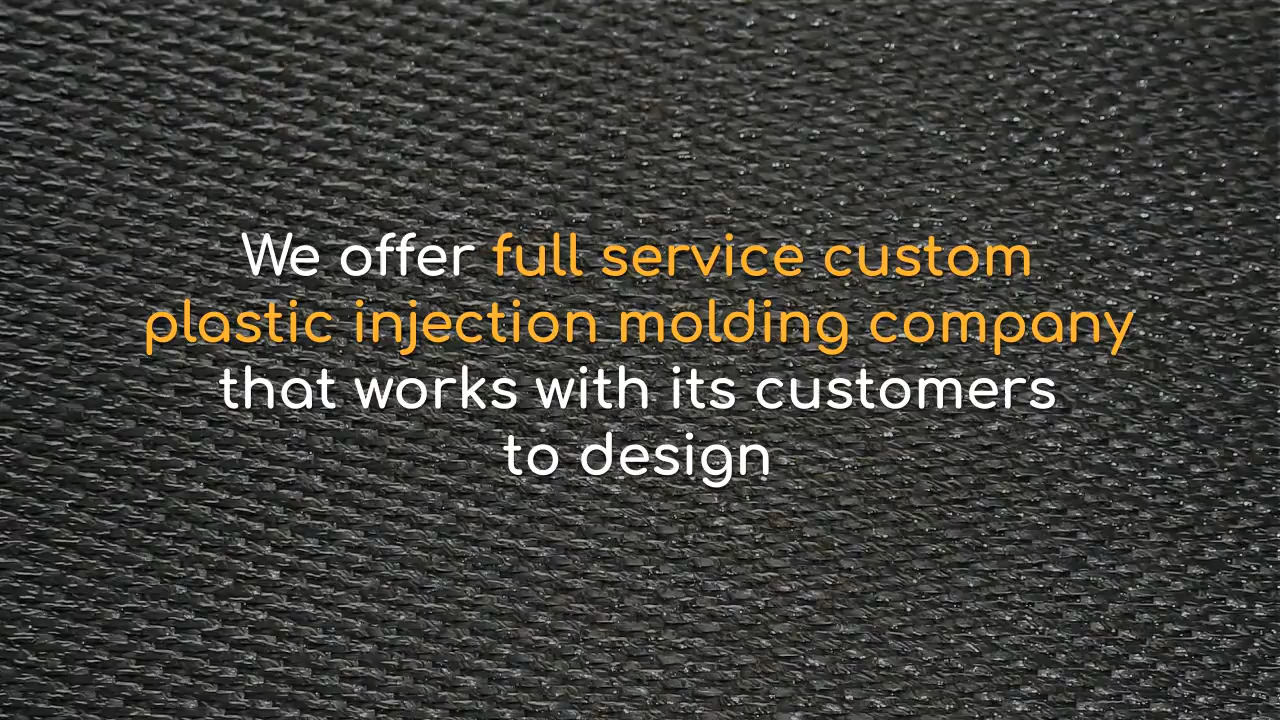 We offer full service custom
plastic injection molding company
that works with its customers
to design